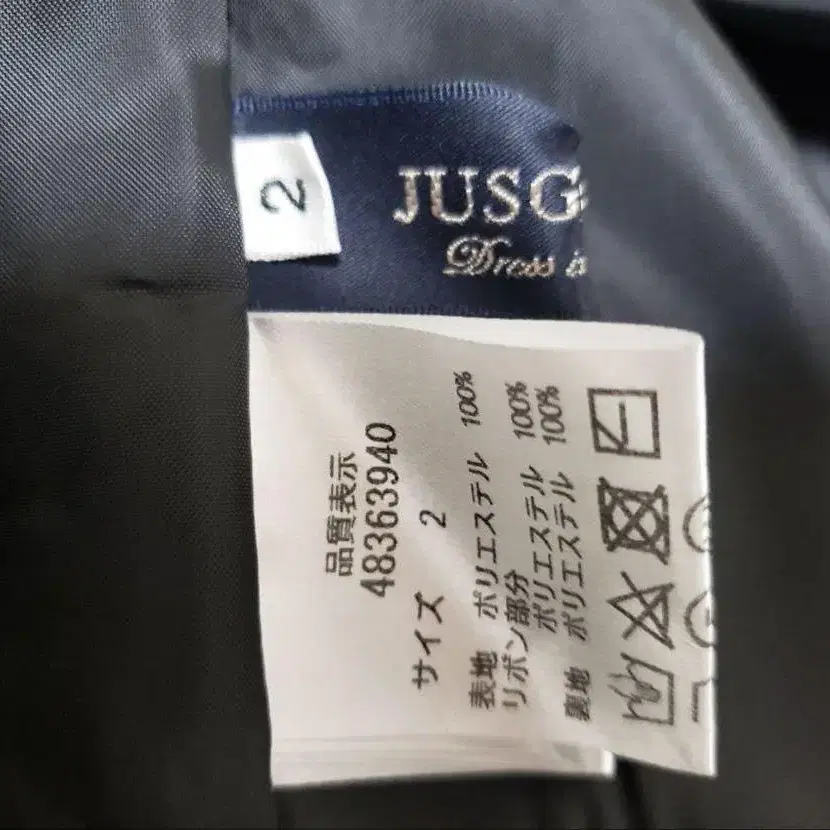 2
JUSG
Dress is
品質表示
48363940
サイズ 2
表地 ポリエステル 100%
リボン部分
ポリエステル 100%
裏地 ポリエステル 100%